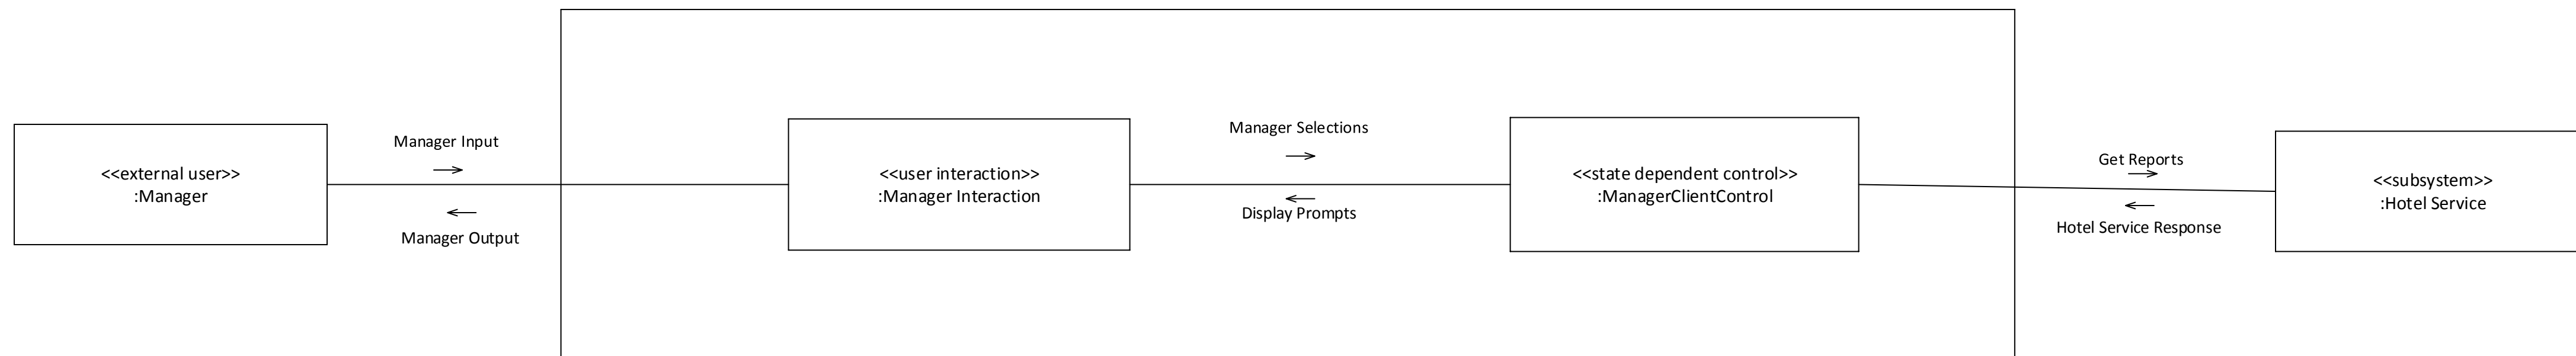 <<external user>>
:Manager
Manager Input
Manager Output
<<user interaction>>
:Manager Interaction
Manager Selections
Display Prompts
<<state dependent control>>
:ManagerClientControl
Get Reports
Hotel Service Response
<<subsystem>>
:Hotel Service